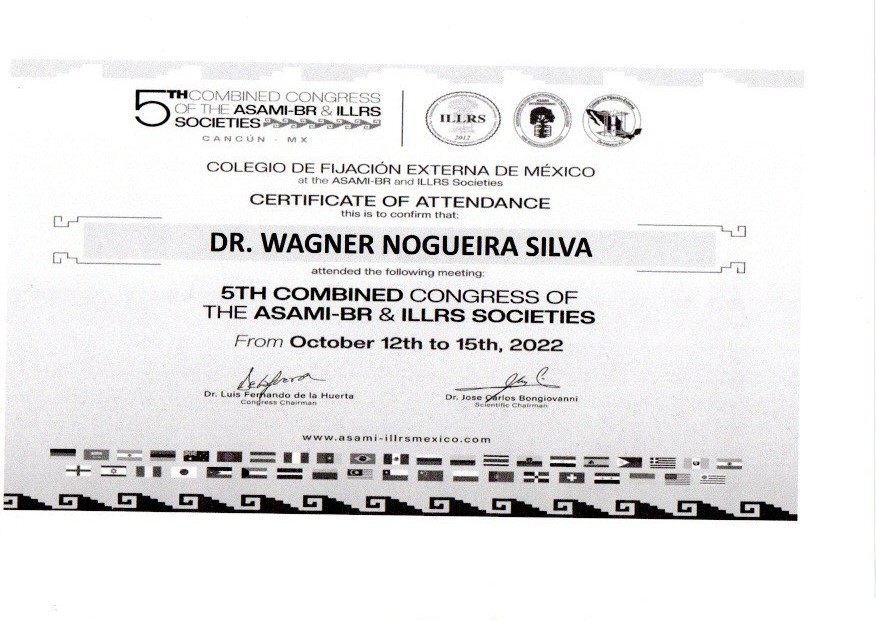 5TH COMBINED CONGRESS
OF THE ASAMI-BR & ILLRS
SOCIETIES
CANCÚN - MX
ILLRS
2012
COLEGIO DE FIJACIÓN EXTERNA DE MÉXICO
at the ASAMI-BR and ILLRS Societies
CERTIFICATE OF ATTENDANCE
this is to confirm that:
DR. WAGNER NOGUEIRA SILVA
attended the following meeting:
5TH COMBINED CONGRESS OF
THE ASAMI-BR & ILLRS SOCIETIES
From October 12th to 15th, 2022
Dr. Luis Fernando de la Huerta
Congress Chairman
Dr. Jose Carlos Bongiovanni
Scientific Chairman
www.asami-illrsmexico.com